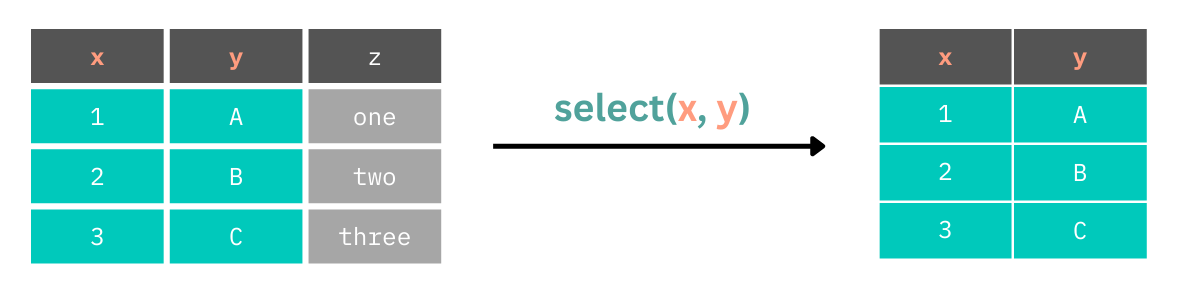 x y z
1 A one
2 B two
3 C three
select(x, y)
x y
1 A
2 B
3 C